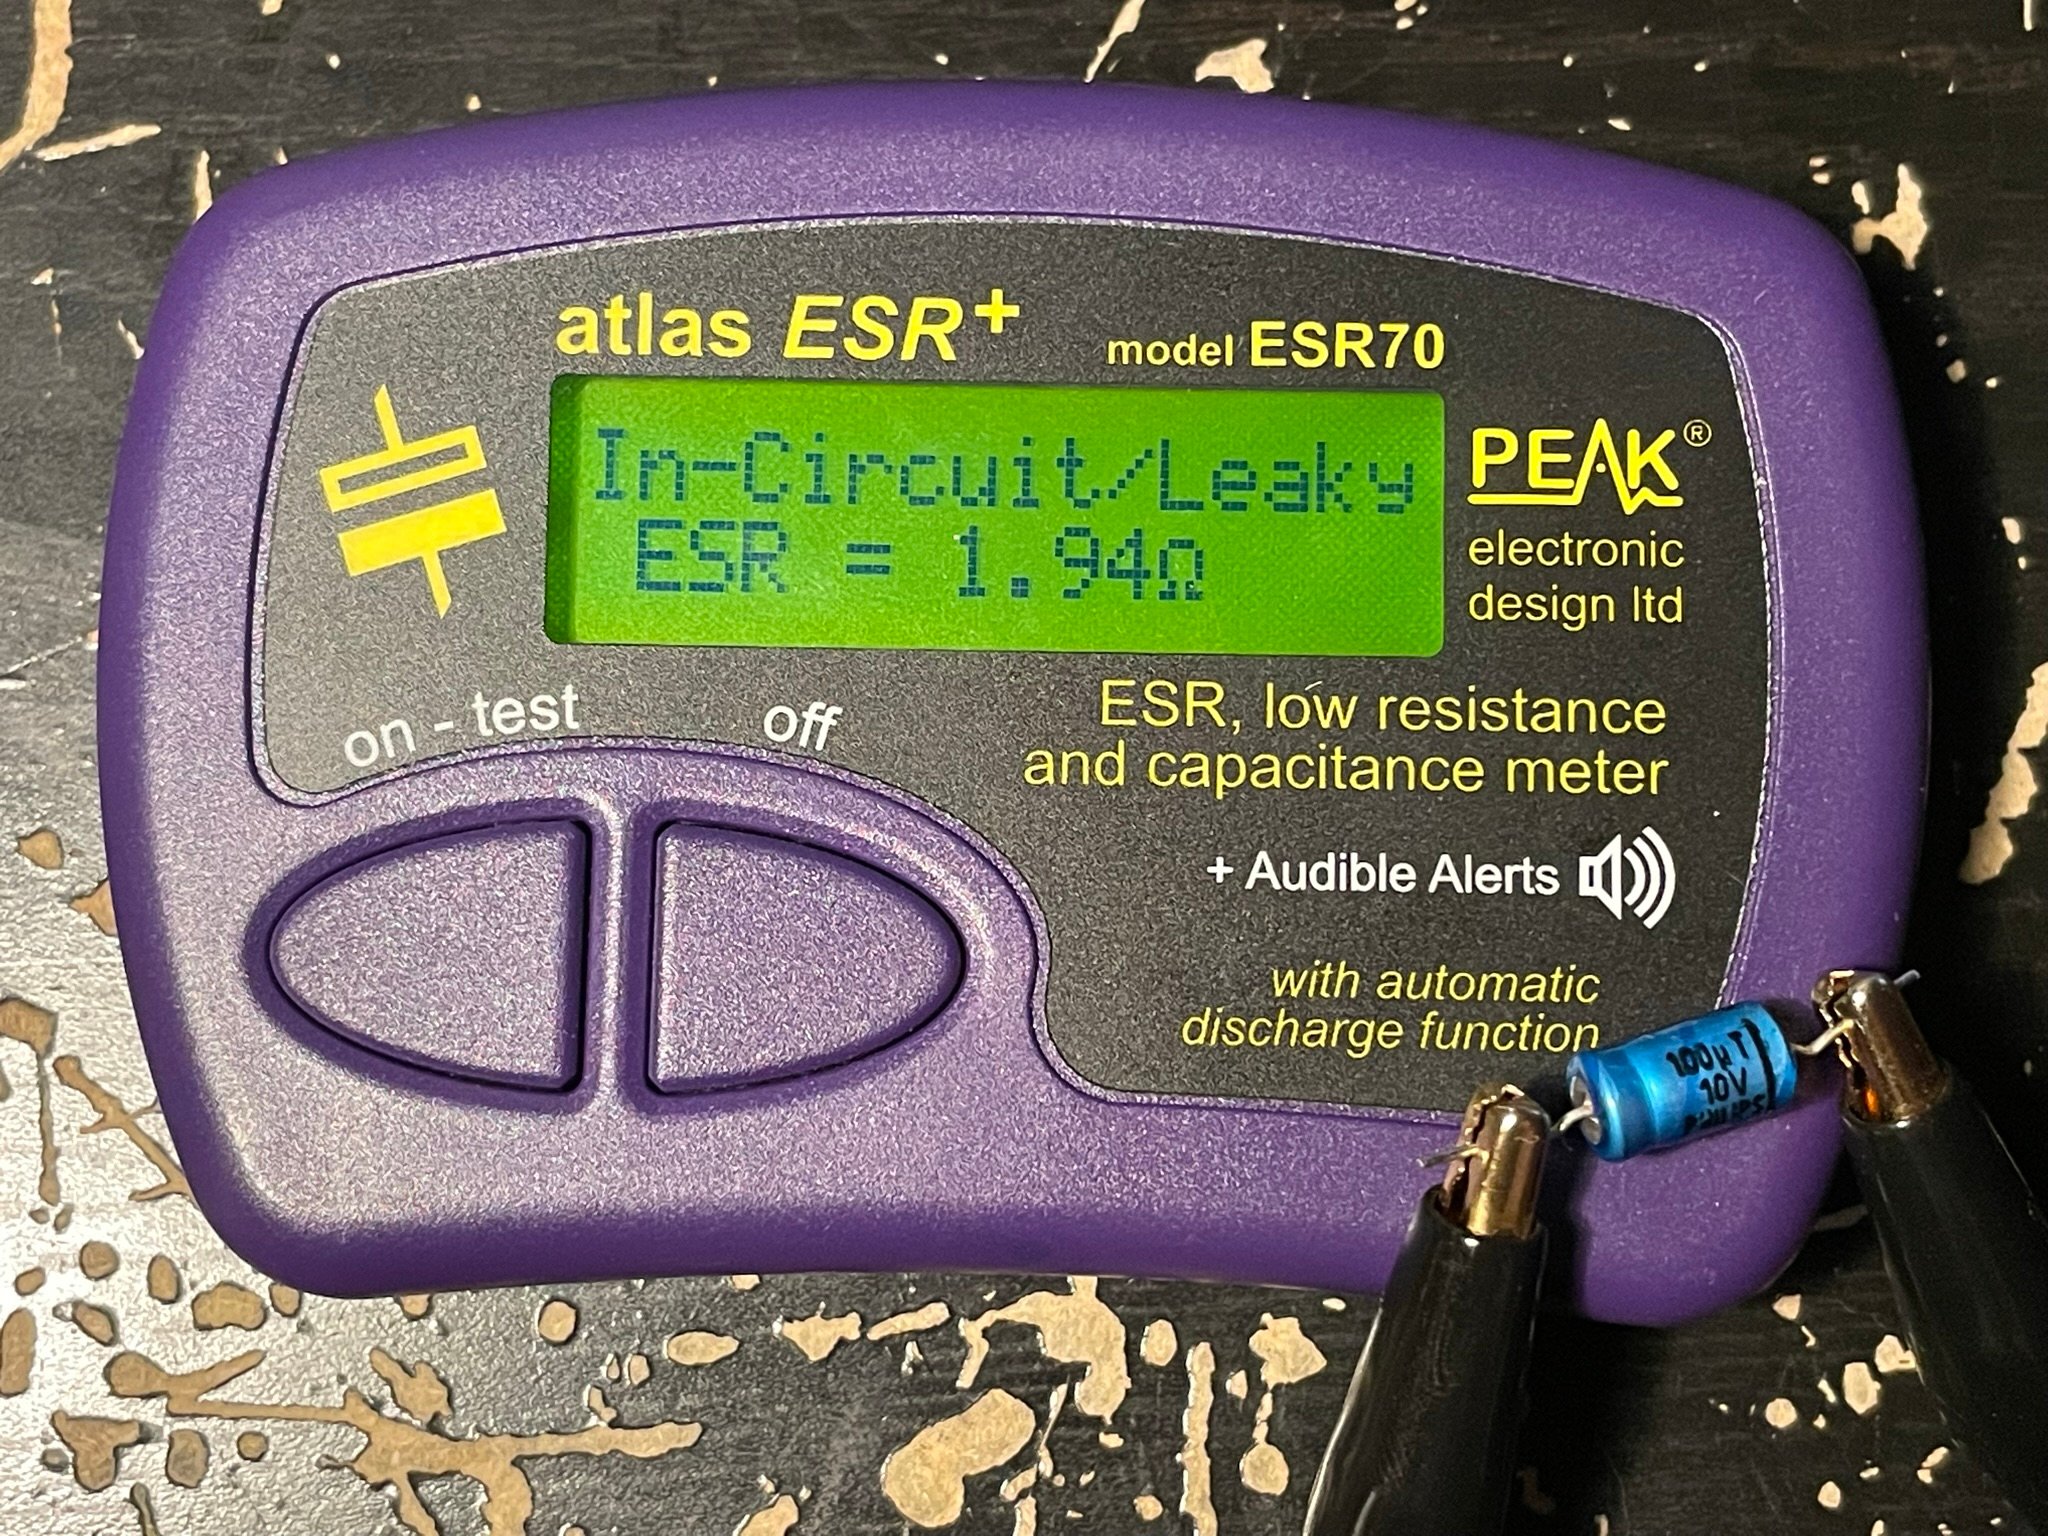 atlas ESR+ model ESR70
In-Circuit/Leaky
ESR = 1.94Ω
PEAK®
electronic
design ltd
on - test
off
ESR, low resistance
and capacitance meter
+ Audible Alerts
with automatic
discharge function
100µ T
10V